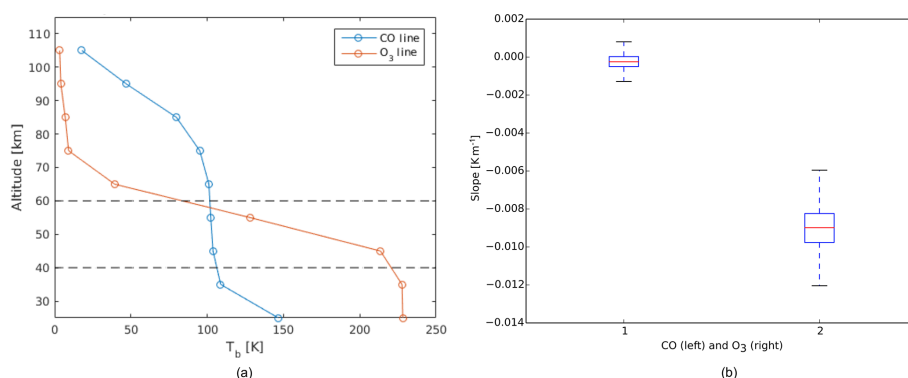 CO line
O3 line
110
100
90
80
70
60
50
40
30
Altitude [km]
0 50 100 150 200 250
Tb [K]
(a)
0.002
0.000
−0.002
−0.004
−0.006
−0.008
−0.010
−0.012
−0.014
Slope [K m-1]
1 2
CO (left) and O3 (right)
(b)